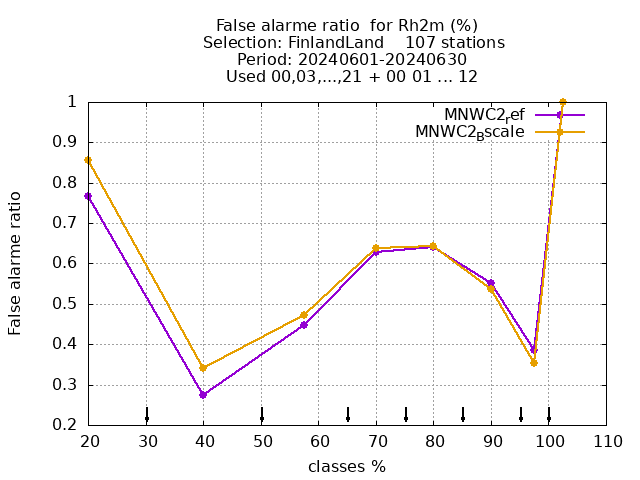 False alarme ratio  for Rh2m (%)
Selection: FinlandLand    107 stations
Period: 20240601-20240630
Used 00,03,...,21 + 00 01 ... 12
MNWC2ref
MNWC2Bscale
1
0.9
0.8
0.7
0.6
0.5
0.4
0.3
0.2
False alarme ratio
20 30 40 50 60 70 80 90 100 110
classes %